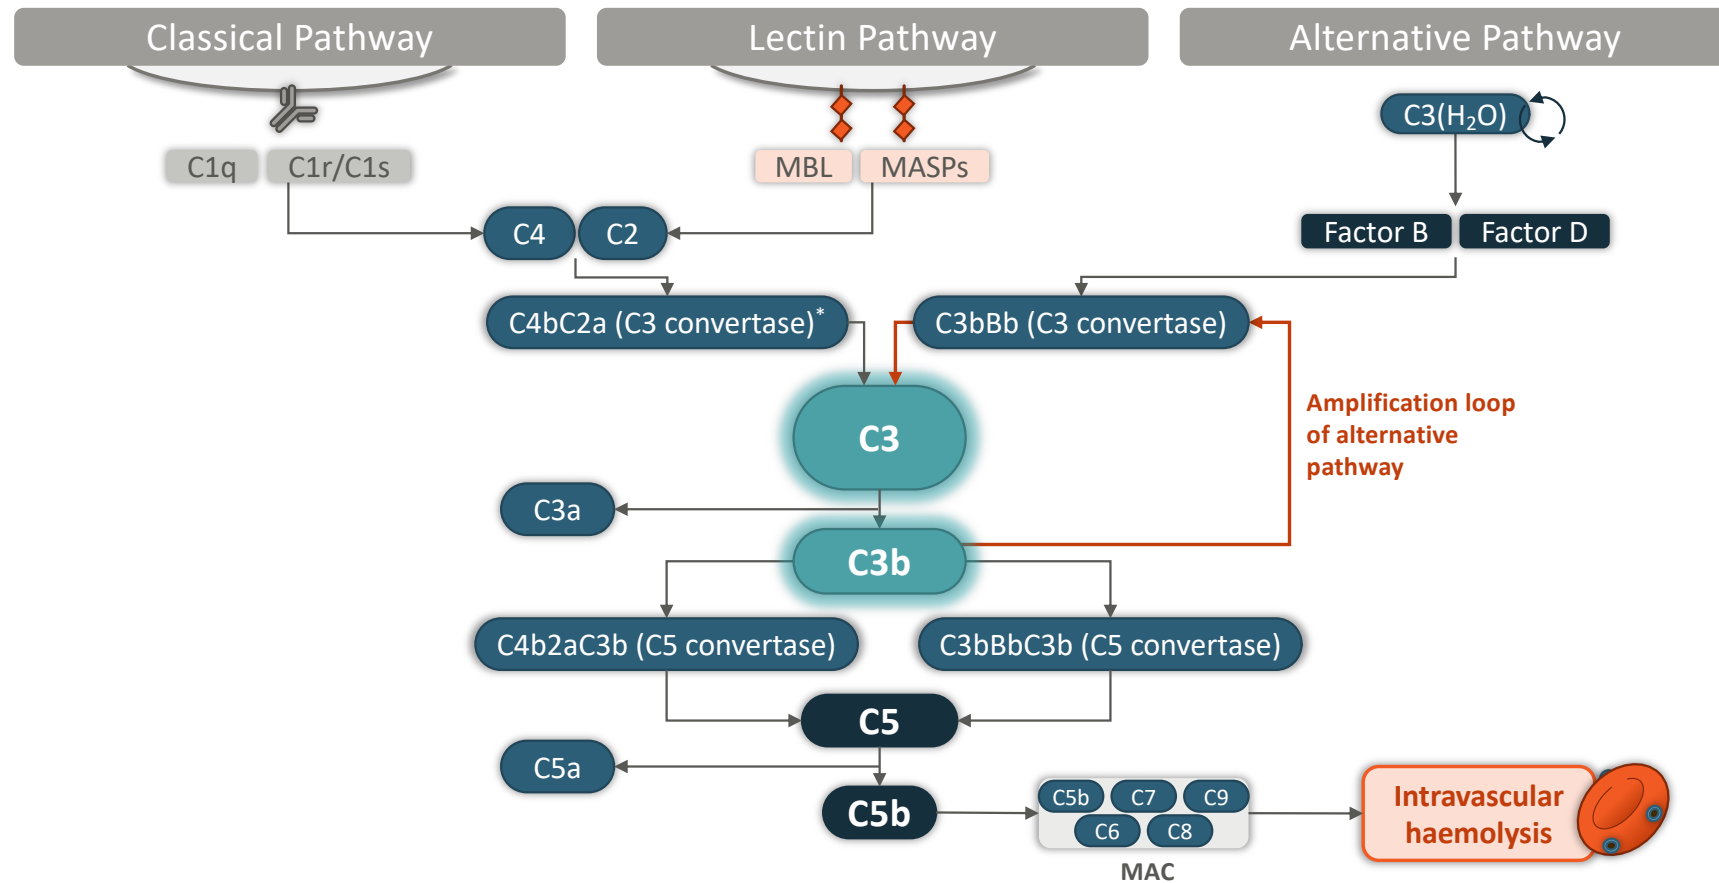 Classical Pathway
Lectin Pathway
Alternative Pathway
C3(H₂O)
C1q
C1r/C1s
MBL
MASPs
C4
C2
Factor B
Factor D
C4bC2a (C3 convertase)*
C3bBb (C3 convertase)
Amplification loop
of alternative
pathway
C3
C3a
C3b
C4b2aC3b (C5 convertase)
C3bBbC3b (C5 convertase)
C5
C5a
C5b
C5b
C7
C9
C6
C8
MAC
Intravascular
haemolysis